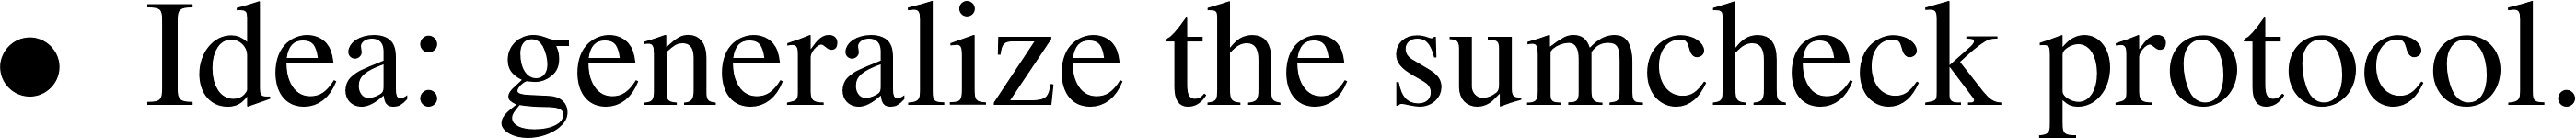 • Idea: generalize the sumcheck protocol.